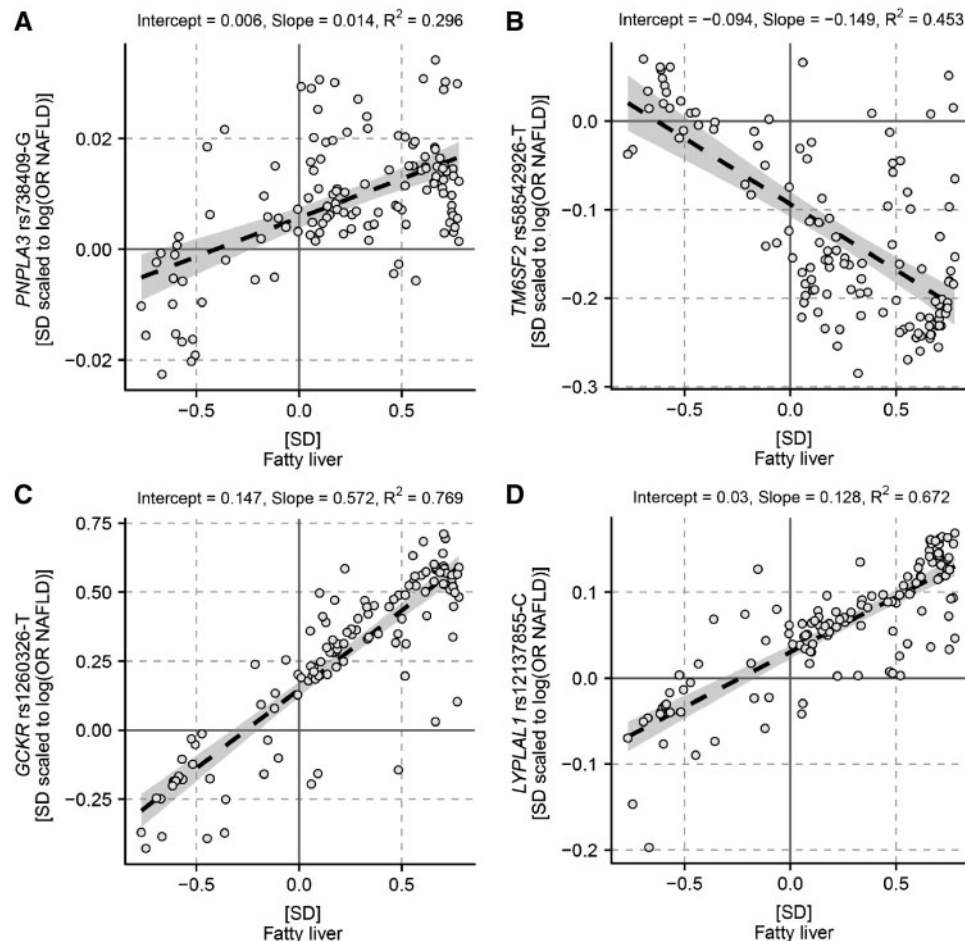 A
Intercept = 0.006, Slope = 0.014, R² = 0.296
PNPLA3 rs738409-G
[SD scaled to log(OR NAFLD)]
0.02
0.00
−0.02
−0.5
0.0
0.5
[SD]
Fatty liver
B
Intercept = −0.094, Slope = −0.149, R² = 0.453
TM6SF2 rs58542926-T
[SD scaled to log(OR NAFLD)]
0.0
−0.1
−0.2
−0.3
−0.5
0.0
0.5
[SD]
Fatty liver
C
Intercept = 0.147, Slope = 0.572, R² = 0.769
GCKR rs1260326-T
[SD scaled to log(OR NAFLD)]
0.75
0.50
0.25
0.00
−0.25
−0.5
0.0
0.5
[SD]
Fatty liver
D
Intercept = 0.03, Slope = 0.128, R² = 0.672
LYPLAL1 rs12137855-C
[SD scaled to log(OR NAFLD)]
0.1
0.0
−0.1
−0.2
−0.5
0.0
0.5
[SD]
Fatty liver